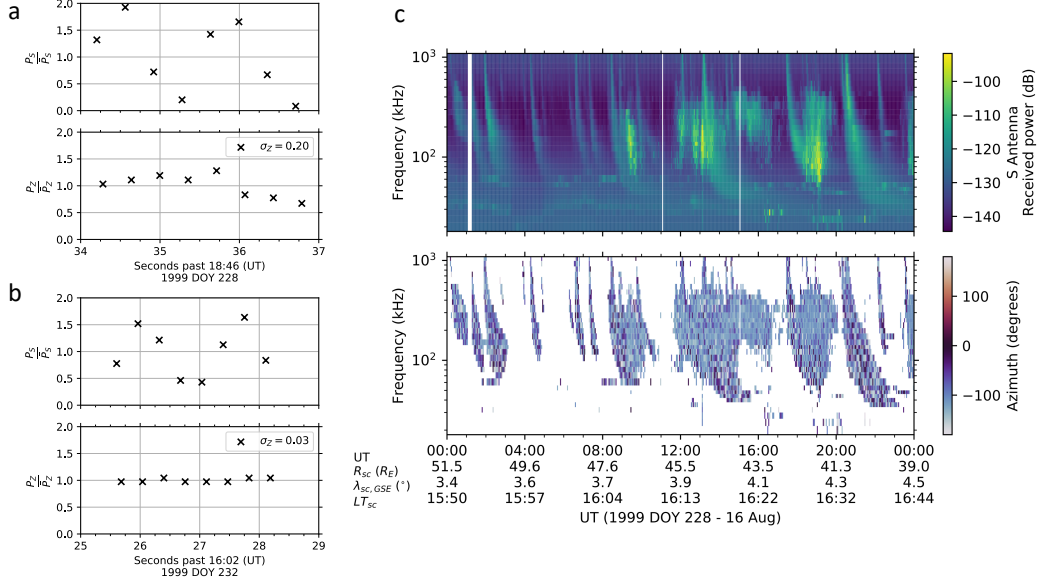 a
2.0
1.5
1.0
0.5
0.0
P_S / P̄_S
2.0
1.5
1.0
0.5
0.0
P_Z / P̄_Z
× σ_Z = 0.20
34 35 36 37
Seconds past 18:46 (UT)
1999 DOY 228
b
2.0
1.5
1.0
0.5
0.0
P_S / P̄_S
2.0
1.5
1.0
0.5
0.0
P_Z / P̄_Z
× σ_Z = 0.03
25 26 27 28 29
Seconds past 16:02 (UT)
1999 DOY 232
c
10³
10²
Frequency (kHz)
−100
−110
−120
−130
−140
S Antenna
Received power (dB)
10³
10²
Frequency (kHz)
100
0
−100
Azimuth (degrees)
UT 00:00 04:00 08:00 12:00 16:00 20:00 00:00
R_sc (R_E) 51.5 49.6 47.6 45.5 43.5 41.3 39.0
λ_sc,GSE (°) 3.4 3.6 3.7 3.9 4.1 4.3 4.5
LT_sc 15:50 15:57 16:04 16:13 16:22 16:32 16:44
UT (1999 DOY 228 - 16 Aug)